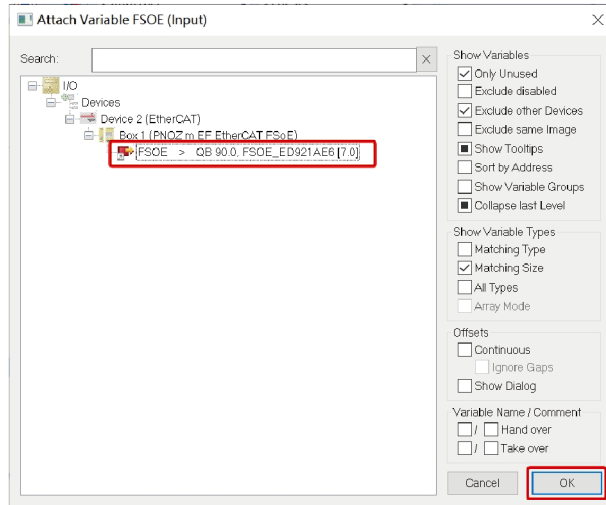 Attach Variable FSOE (Input)
Search:
I/O
Devices
Device 2 (EtherCAT)
Box 1 (PNOZ m EF EtherCAT FSoE)
FSOE > QB 90.0, FSOE_ED921AE6 [7.0]
Show Variables
Only Unused
Exclude disabled
Exclude other Devices
Exclude same Image
Show Tooltips
Sort by Address
Show Variable Groups
Collapse last Level
Show Variable Types
Matching Type
Matching Size
All Types
Array Mode
Offsets
Continuous
Ignore Gaps
Show Dialog
Variable Name / Comment
/ Hand over
/ Take over
Cancel
OK